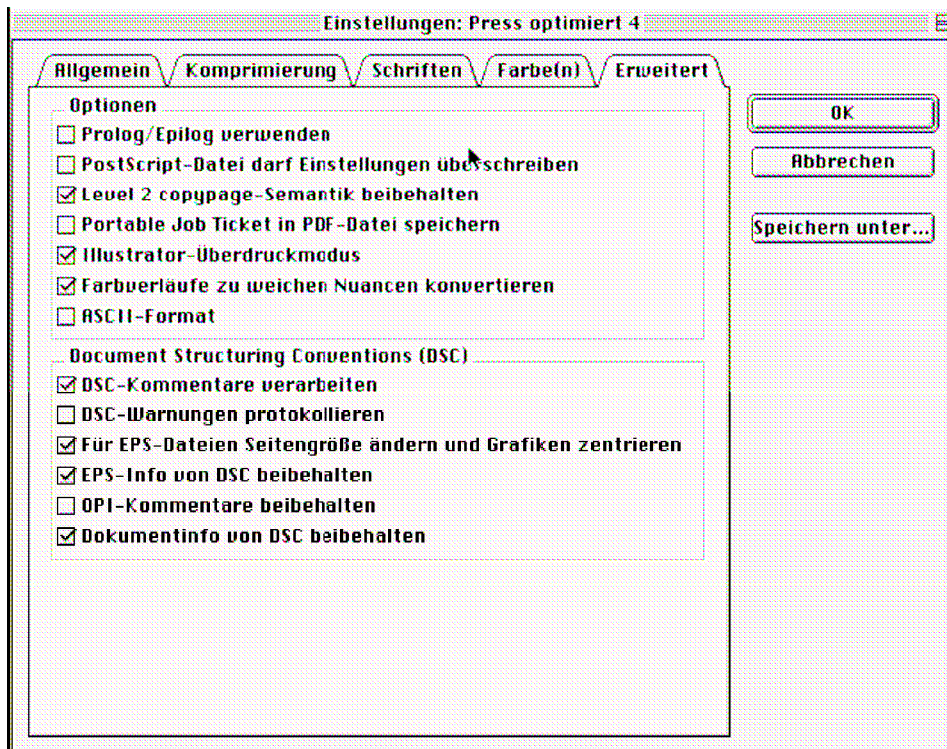 Einstellungen: Press optimiert 4
Allgemein Komprimierung Schriften Farbe(n) Erweitert
Optionen
Prolog/Epilog verwenden
PostScript-Datei darf Einstellungen überschreiben
Level 2 copypage-Semantik beibehalten
Portable Job Ticket in PDF-Datei speichern
Illustrator-Überdruckmodus
Farbverläufe zu weichen Nuancen konvertieren
ASCII-Format
Document Structuring Conventions (DSC)
DSC-Kommentare verarbeiten
DSC-Warnungen protokollieren
Für EPS-Dateien Seitengröße ändern und Grafiken zentrieren
EPS-Info von DSC beibehalten
OPI-Kommentare beibehalten
Dokumentinfo von DSC beibehalten
OK
Abbrechen
Speichern unter...